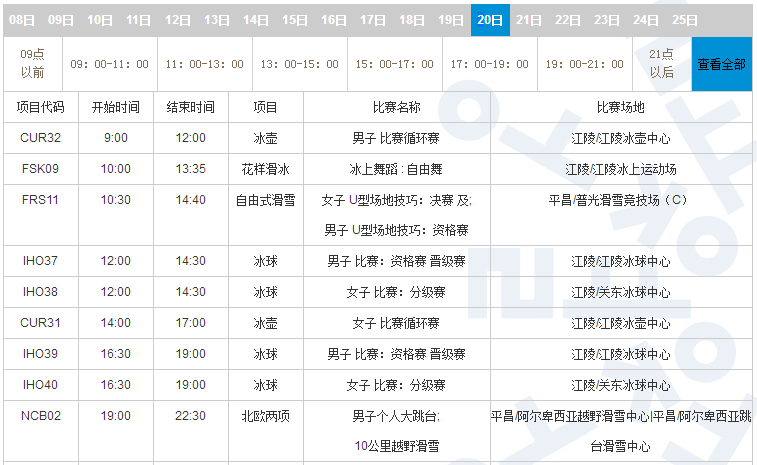 08日 09日 10日 11日 12日 13日 14日 15日 16日 17日 18日 19日 20日 21日 22日 23日 24日 25日
09点以前 09：00-11：00 11：00-13：00 13：00-15：00 15：00-17：00 17：00-19：00 19：00-21：00 21点以后 查看全部
项目代码 开始时间 结束时间 项目 比赛名称 比赛场地
CUR32 9:00 12:00 冰壶 男子 比赛循环赛 江陵/江陵冰壶中心
FSK09 10:00 13:35 花样滑冰 冰上舞蹈 : 自由舞 江陵/江陵冰上运动场
FRS11 10:30 14:40 自由式滑雪 女子 U型场地技巧：决赛 及; 平昌/普光滑雪竞技场（C）
男子 U型场地技巧：资格赛
IHO37 12:00 14:30 冰球 男子 比赛：资格赛 晋级赛 江陵/江陵冰球中心
IHO38 12:00 14:30 冰球 女子 比赛：分级赛 江陵/关东冰球中心
CUR31 14:00 17:00 冰壶 女子 比赛循环赛 江陵/江陵冰壶中心
IHO39 16:30 19:00 冰球 男子 比赛：资格赛 晋级赛 江陵/江陵冰球中心
IHO40 16:30 19:00 冰球 女子 比赛：分级赛 江陵/关东冰球中心
NCB02 19:00 22:30 北欧两项 男子个人大跳台; 平昌/阿尔卑西亚越野滑雪中心|平昌/阿尔卑西亚跳
10公里越野滑雪 台滑雪中心